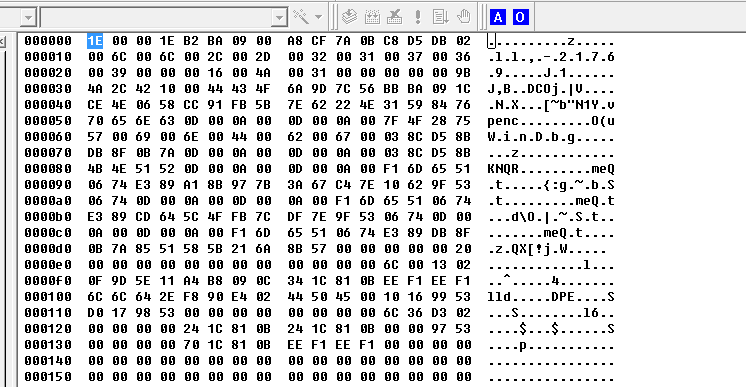 A O
000000 1E 00 00 1E B2 BA 09 00 A8 CF 7A 0B C8 D5 DB 02 ..........z.....
000010 00 6C 00 6C 00 2C 00 2D 00 32 00 31 00 37 00 36 .l.l.,.-.2.1.7.6
000020 00 39 00 00 00 16 00 4A 00 31 00 00 00 00 00 9B .9.....J.1......
000030 4A 2C 42 10 00 44 43 4F 6A 9D 7C 56 BB BA 09 1C J,B..DCOj.|V....
000040 CE 4E 06 58 CC 91 FB 5B 7E 62 22 4E 31 59 84 76 .N.X...[~b"N1Y.v
000050 70 65 6E 63 0D 00 0A 00 0D 00 0A 00 7F 4F 28 75 penc.........O(u
000060 57 00 69 00 6E 00 44 00 62 00 67 00 03 8C D5 8B W.i.n.D.b.g.....
000070 DB 8F 0B 7A 0D 00 0A 00 0D 00 0A 00 03 8C D5 8B ...z............
000080 4B 4E 51 52 0D 00 0A 00 0D 00 0A 00 F1 6D 65 51 KNQR.........meQ
000090 06 74 E3 89 A1 8B 97 7B 3A 67 C4 7E 10 62 9F 53 .t.....{:g.~.b.S
0000a0 06 74 0D 00 0A 00 0D 00 0A 00 F1 6D 65 51 06 74 .t.........meQ.t
0000b0 E3 89 CD 64 5C 4F FB 7C DF 7E 9F 53 06 74 0D 00 ...d\O.|.~.S.t..
0000c0 0A 00 0D 00 0A 00 F1 6D 65 51 06 74 E3 89 DB 8F .......meQ.t....
0000d0 0B 7A 85 51 58 5B 21 6A 8B 57 00 00 00 00 00 20 .z.QX[!j.W.....
0000e0 00 00 00 00 00 00 00 00 00 00 00 00 6C 00 13 02 ............l...
0000f0 0F 9D 5E 11 A4 B8 09 0C 34 1C 81 0B EE F1 EE F1 ..^.....4.......
000100 6C 6C 64 2E F8 90 E4 02 44 50 45 00 10 16 99 53 lld.....DPE....S
000110 D0 17 98 53 00 00 00 00 00 00 00 00 6C 36 D3 02 ...S........l6..
000120 00 00 00 00 24 1C 81 0B 24 1C 81 0B 00 00 97 53 ....$...$......S
000130 00 00 00 00 70 1C 81 0B EE F1 EE F1 00 00 00 00 ....p...........
000140 00 00 00 00 00 00 00 00 00 00 00 00 00 00 00 00 ................
000150 00 00 00 00 00 00 00 00 00 00 00 00 00 00 00 00 ................